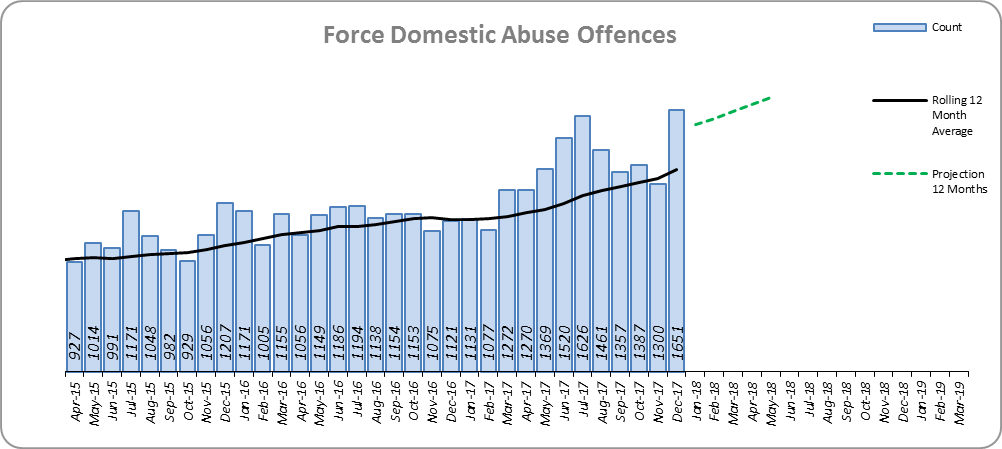 Force Domestic Abuse Offences
Count
Rolling 12
Month
Average
Projection
12 Months
927
1014
991
1171
1048
982
929
1056
1207
1171
1005
1155
1056
1149
1186
1194
1138
1154
1153
1075
1121
1131
1077
1272
1270
1369
1520
1626
1461
1357
1387
1300
1651
Apr-15
May-15
Jun-15
Jul-15
Aug-15
Sep-15
Oct-15
Nov-15
Dec-15
Jan-16
Feb-16
Mar-16
Apr-16
May-16
Jun-16
Jul-16
Aug-16
Sep-16
Oct-16
Nov-16
Dec-16
Jan-17
Feb-17
Mar-17
Apr-17
May-17
Jun-17
Jul-17
Aug-17
Sep-17
Oct-17
Nov-17
Dec-17
Jan-18
Feb-18
Mar-18
Apr-18
May-18
Jun-18
Jul-18
Aug-18
Sep-18
Oct-18
Nov-18
Dec-18
Jan-19
Feb-19
Mar-19